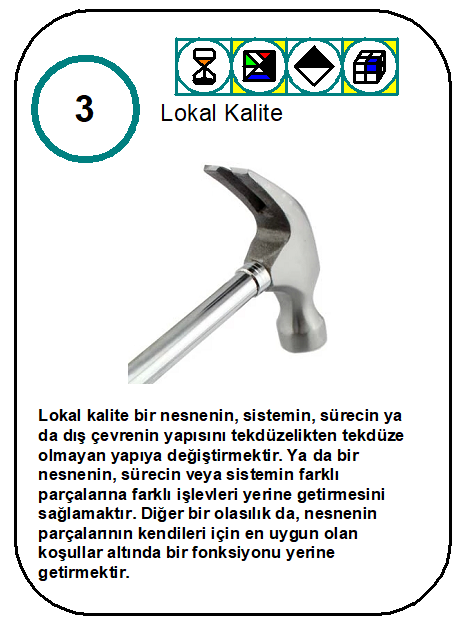 3
Lokal Kalite
Lokal kalite bir nesnenin, sistemin, sürecin ya
da dış çevrenin yapısını tekdüzelikten tekdüze
olmayan yapıya değiştirmektir. Ya da bir
nesnenin, sürecin veya sistemin farklı
parçalarına farklı işlevleri yerine getirmesini
sağlamaktır. Diğer bir olasılık da, nesnenin
parçalarının kendileri için en uygun olan
koşullar altında bir fonksiyonu yerine
getirmektir.